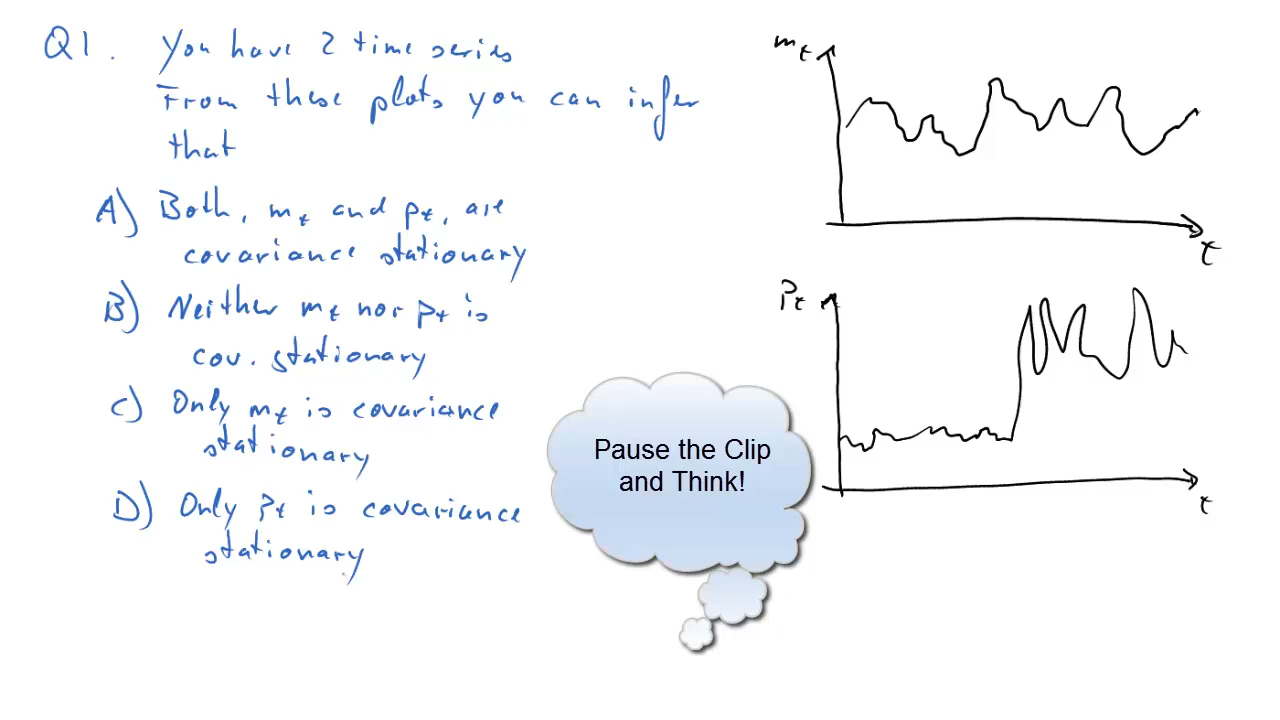 Q1. You have 2 time series
From these plots you can infer
that
A) Both, mt and pt, are
covariance stationary
B) Neither mt nor pt is
cov. stationary
C) Only mt is covariance
stationary
D) Only Pt is covariance
stationary
mt
t
Pt
t
Pause the Clip
and Think!